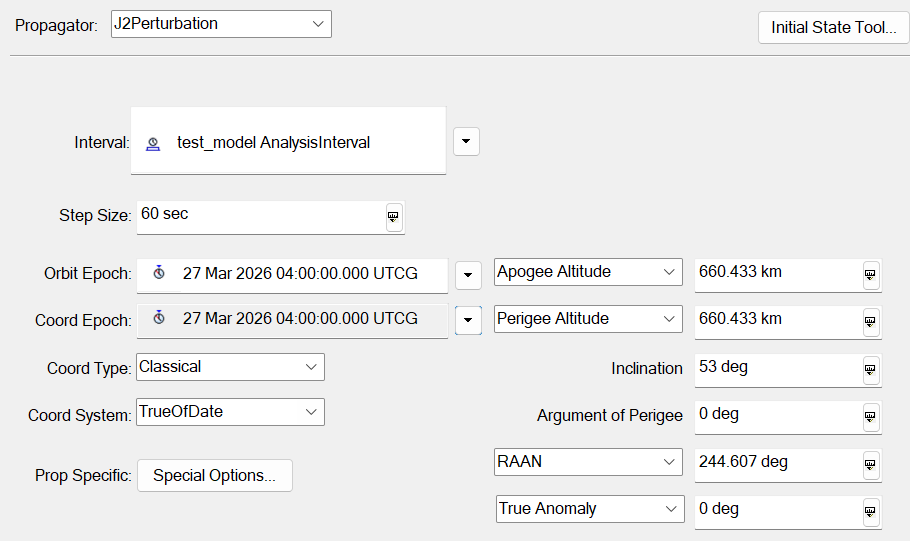 Propagator: J2Perturbation Initial State Tool...
Interval: test_model AnalysisInterval
Step Size: 60 sec
Orbit Epoch: 27 Mar 2026 04:00:00.000 UTCG Apogee Altitude 660.433 km
Coord Epoch: 27 Mar 2026 04:00:00.000 UTCG Perigee Altitude 660.433 km
Coord Type: Classical Inclination 53 deg
Coord System: TrueOfDate Argument of Perigee 0 deg
Prop Specific: Special Options... RAAN 244.607 deg
True Anomaly 0 deg